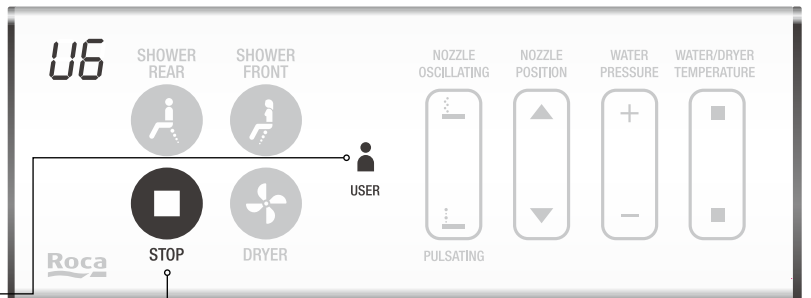 U6
SHOWER
REAR
SHOWER
FRONT
NOZZLE
OSCILLATING
NOZZLE
POSITION
WATER
PRESSURE
WATER/DRYER
TEMPERATURE
USER
STOP
DRYER
PULSATING
Roca